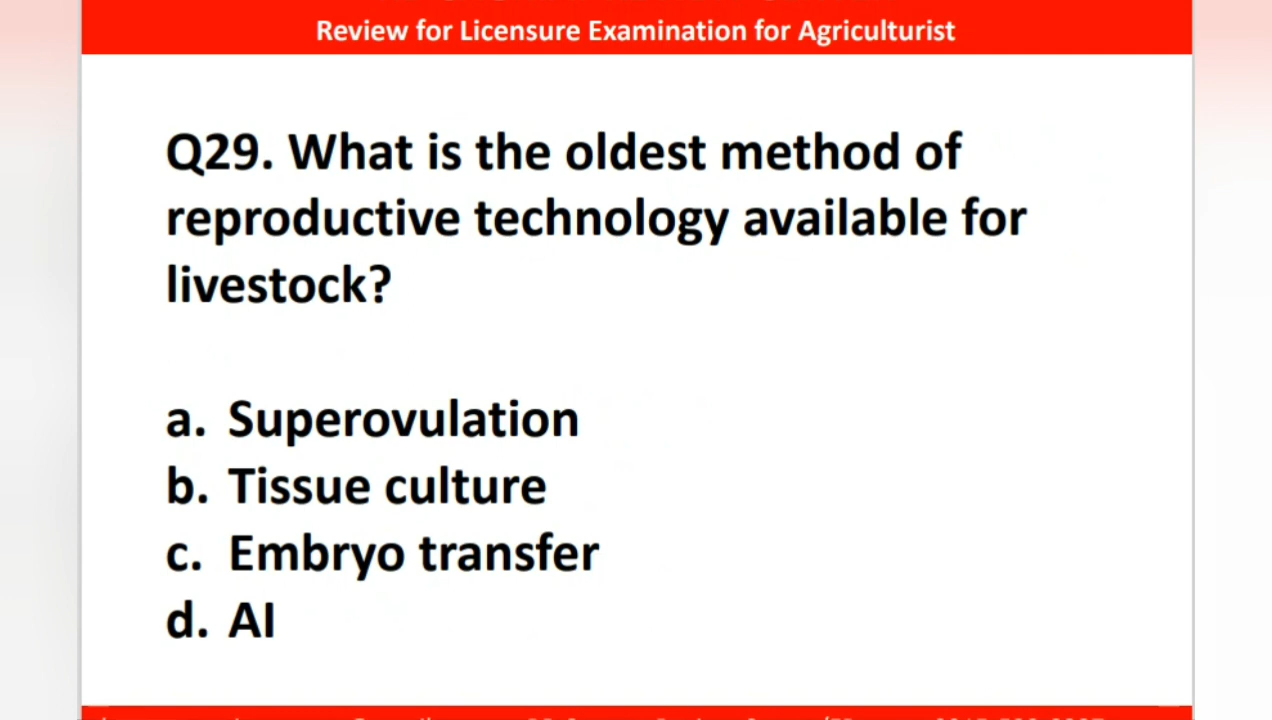 Review for Licensure Examination for Agriculturist
Q29. What is the oldest method of
reproductive technology available for
livestock?
a. Superovulation
b. Tissue culture
c. Embryo transfer
d. AI